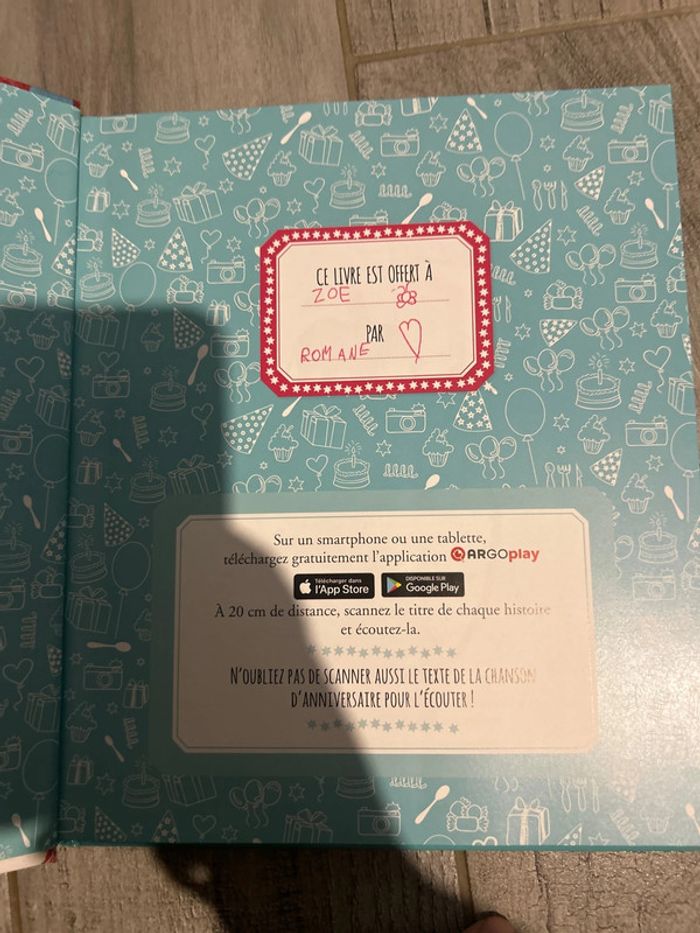 CE LIVRE EST OFFERT À
ZOE
PAR
ROMANE
Sur un smartphone ou une tablette,
téléchargez gratuitement l'application ARGOplay
Télécharger dans l'App Store DISPONIBLE SUR Google Play
À 20 cm de distance, scannez le titre de chaque histoire
et écoutez-la.
N'OUBLIEZ PAS DE SCANNER AUSSI LE TEXTE DE LA CHANSON
D'ANNIVERSAIRE POUR L'ÉCOUTER !